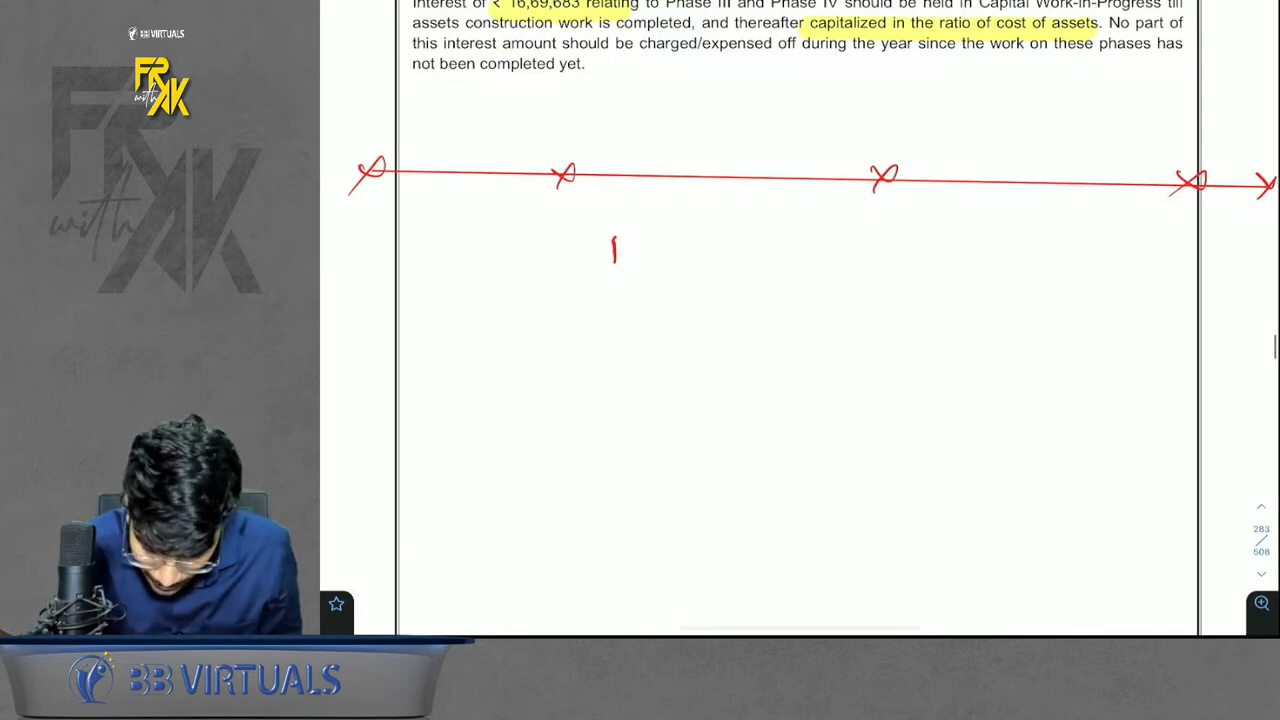 Interest of ₹ 16,69,683 relating to Phase III and Phase IV should be held in Capital Work-in-Progress till
assets construction work is completed, and thereafter capitalized in the ratio of cost of assets. No part of
this interest amount should be charged/expensed off during the year since the work on these phases has
not been completed yet.
BB VIRTUALS
FR
with
AK
FR
with
AK
283
508
BB VIRTUALS